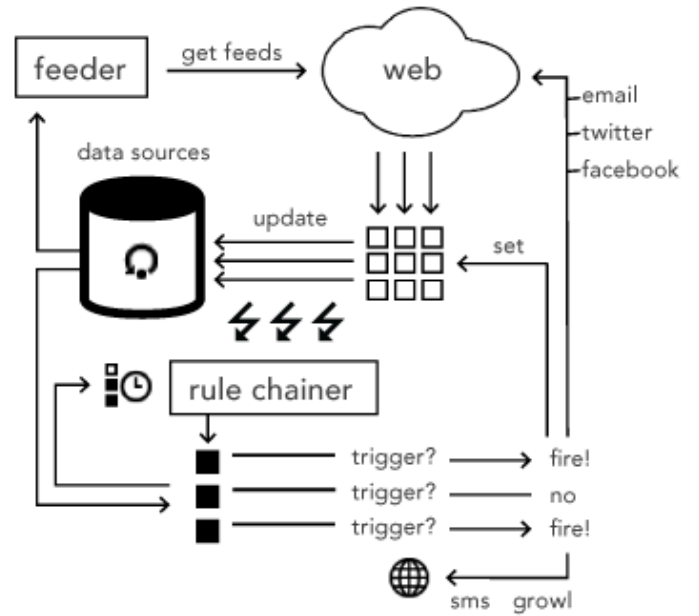 feeder
get feeds
web
email
twitter
facebook
data sources
update
set
rule chainer
trigger?
fire!
trigger?
no
trigger?
fire!
sms
growl